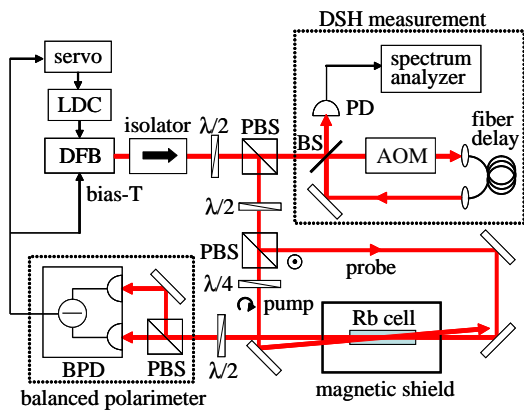 DSH measurement
servo
spectrum
analyzer
LDC
λ/2
PBS
PD
fiber
delay
isolator
BS
DFB
AOM
bias-T
λ/2
PBS
probe
λ/4
pump
Rb cell
BPD
PBS
λ/2
magnetic shield
balanced polarimeter